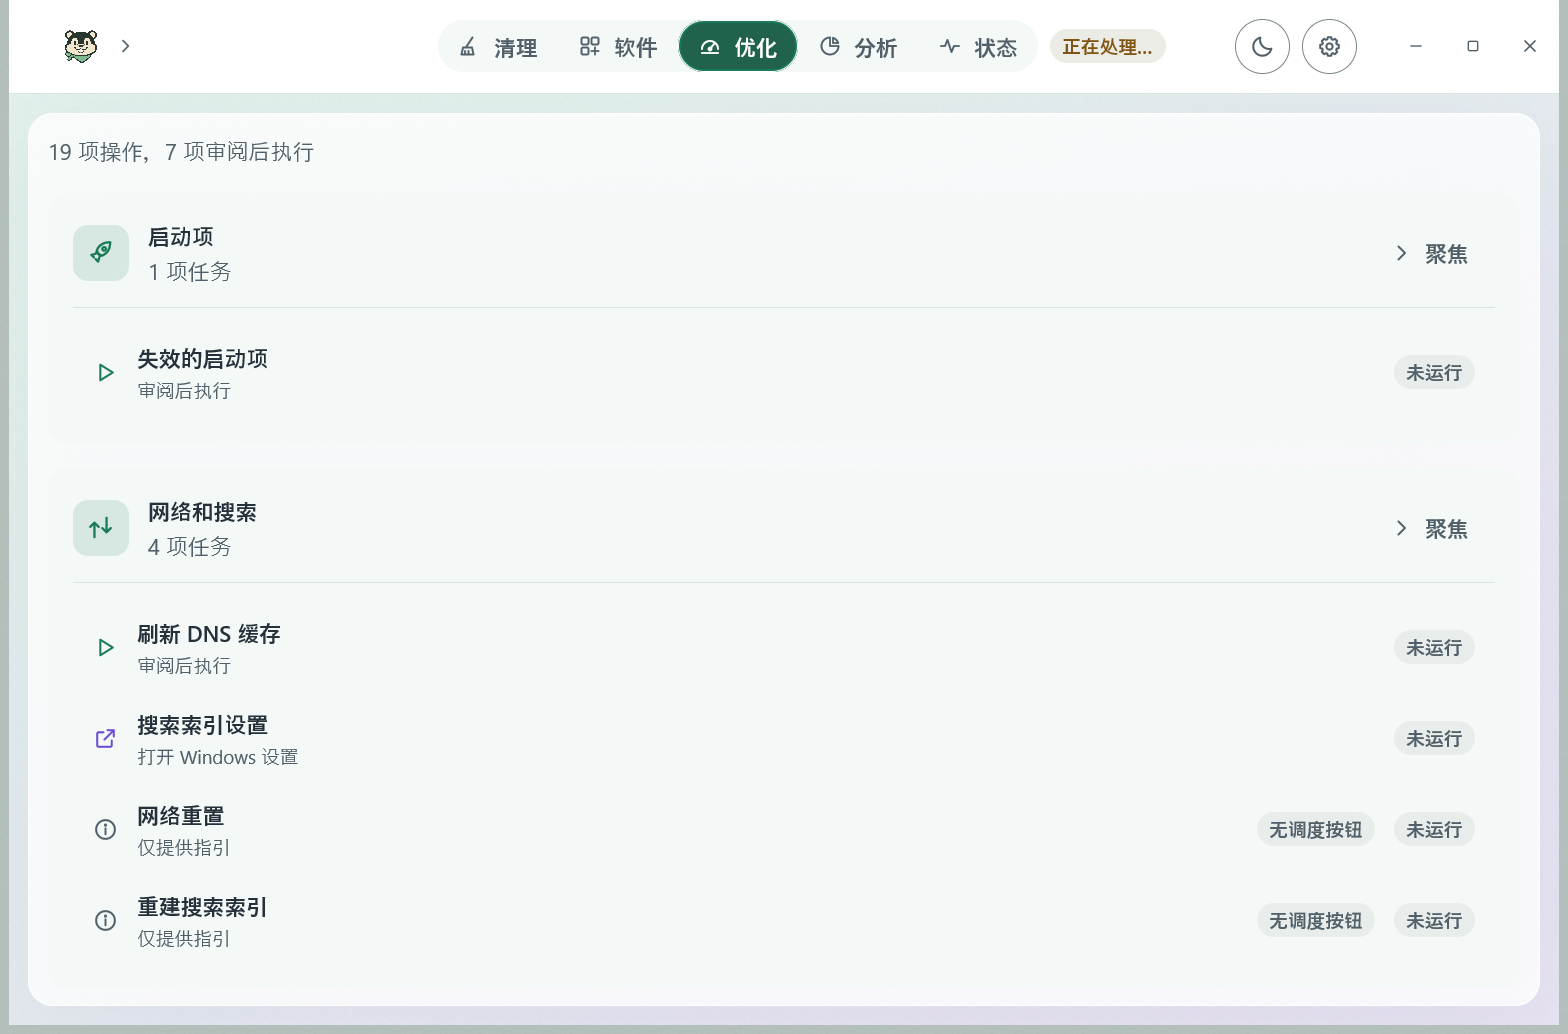 清理
软件
优化
分析
状态
正在处理...
19 项操作，7 项审阅后执行
启动项
1 项任务
聚焦
失效的启动项
审阅后执行
未运行
网络和搜索
4 项任务
聚焦
刷新 DNS 缓存
审阅后执行
未运行
搜索索引设置
打开 Windows 设置
未运行
网络重置
仅提供指引
无调度按钮
未运行
重建搜索索引
仅提供指引
无调度按钮
未运行